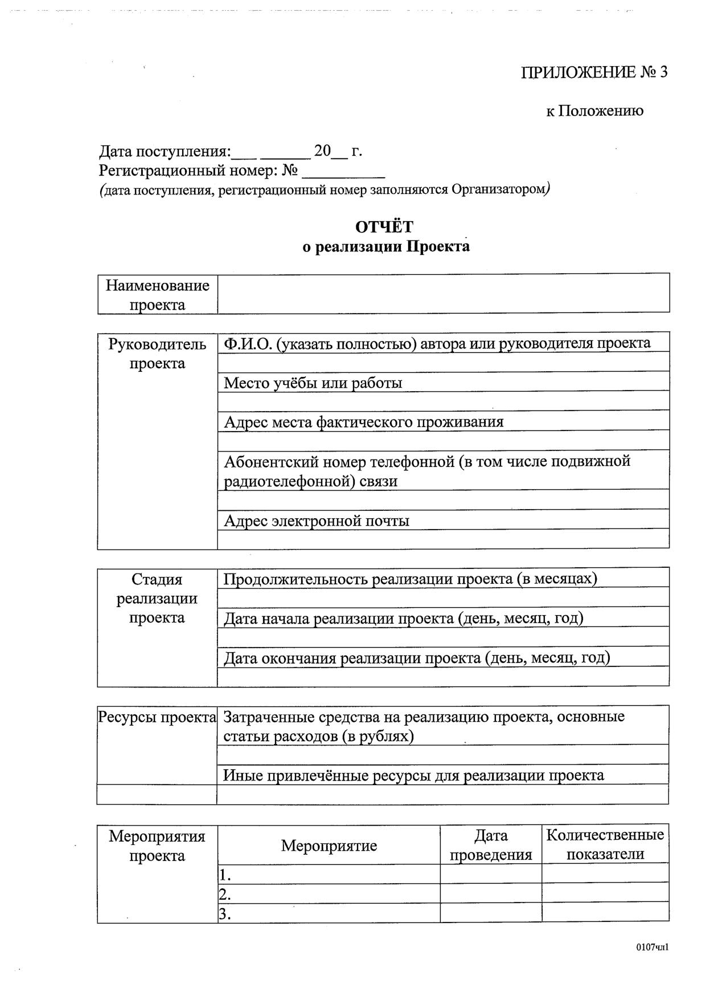 ПРИЛОЖЕНИЕ № 3
к Положению
Дата поступления:___ ________ 20__ г.
Регистрационный номер: № __________
(дата поступления, регистрационный номер заполняются Организатором)
ОТЧЁТ
о реализации Проекта
Наименование
проекта
Руководитель
проекта
Ф.И.О. (указать полностью) автора или руководителя проекта
Место учёбы или работы
Адрес места фактического проживания
Абонентский номер телефонной (в том числе подвижной
радиотелефонной) связи
Адрес электронной почты
Стадия
реализации
проекта
Продолжительность реализации проекта (в месяцах)
Дата начала реализации проекта (день, месяц, год)
Дата окончания реализации проекта (день, месяц, год)
Ресурсы проекта
Затраченные средства на реализацию проекта, основные
статьи расходов (в рублях)
Иные привлечённые ресурсы для реализации проекта
Мероприятия
проекта
Мероприятие
Дата
проведения
Количественные
показатели
1.
2.
3.
0107чл1